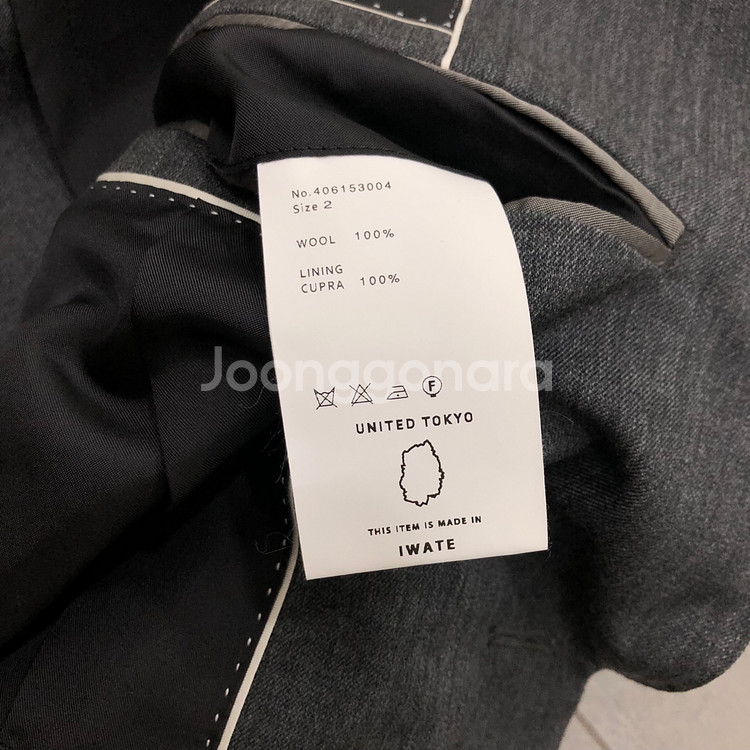 No.406153004
Size 2
WOOL 100%
LINING
CUPRA 100%
Joonggonara
F
UNITED TOKYO
THIS ITEM IS MADE IN
IWATE